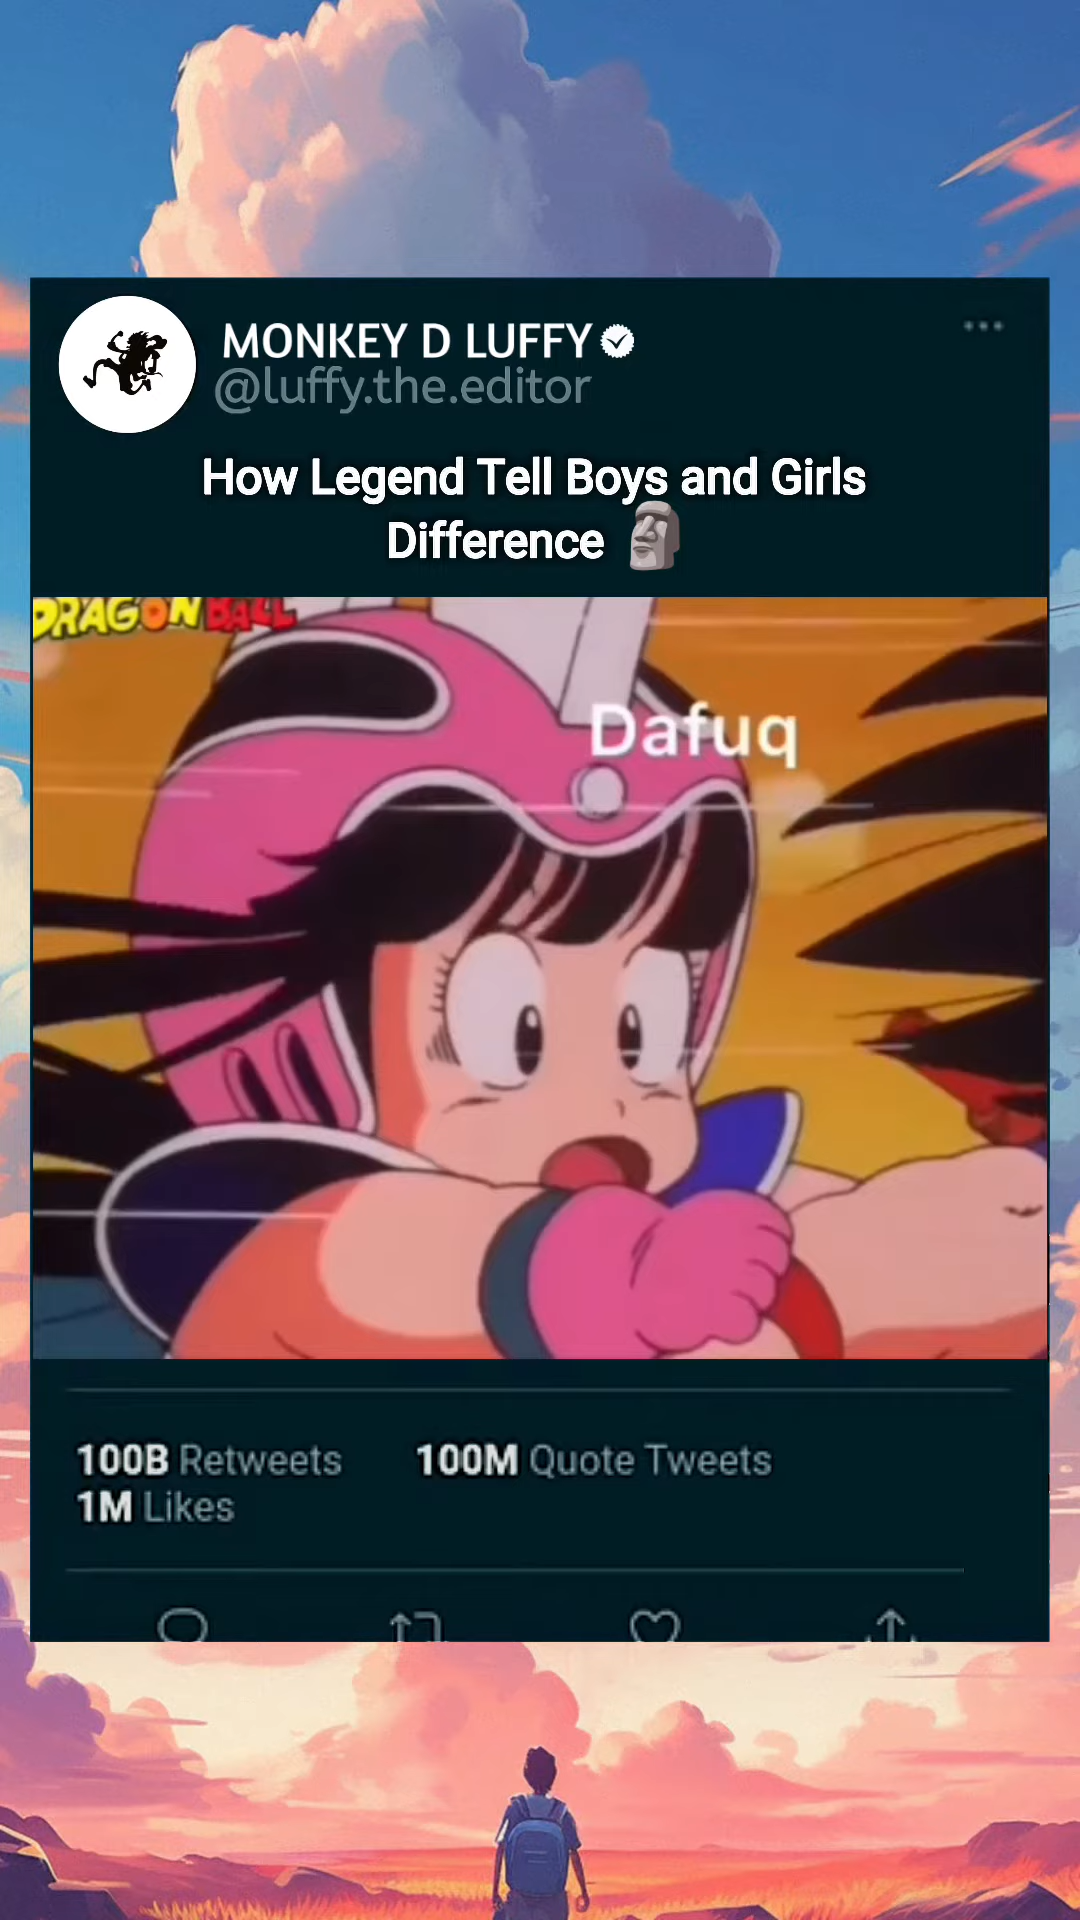 MONKEY D LUFFY
@luffy.the.editor
How Legend Tell Boys and Girls
Difference 🗿
DRAGON BALL
Dafuq
100B Retweets 100M Quote Tweets
1M Likes